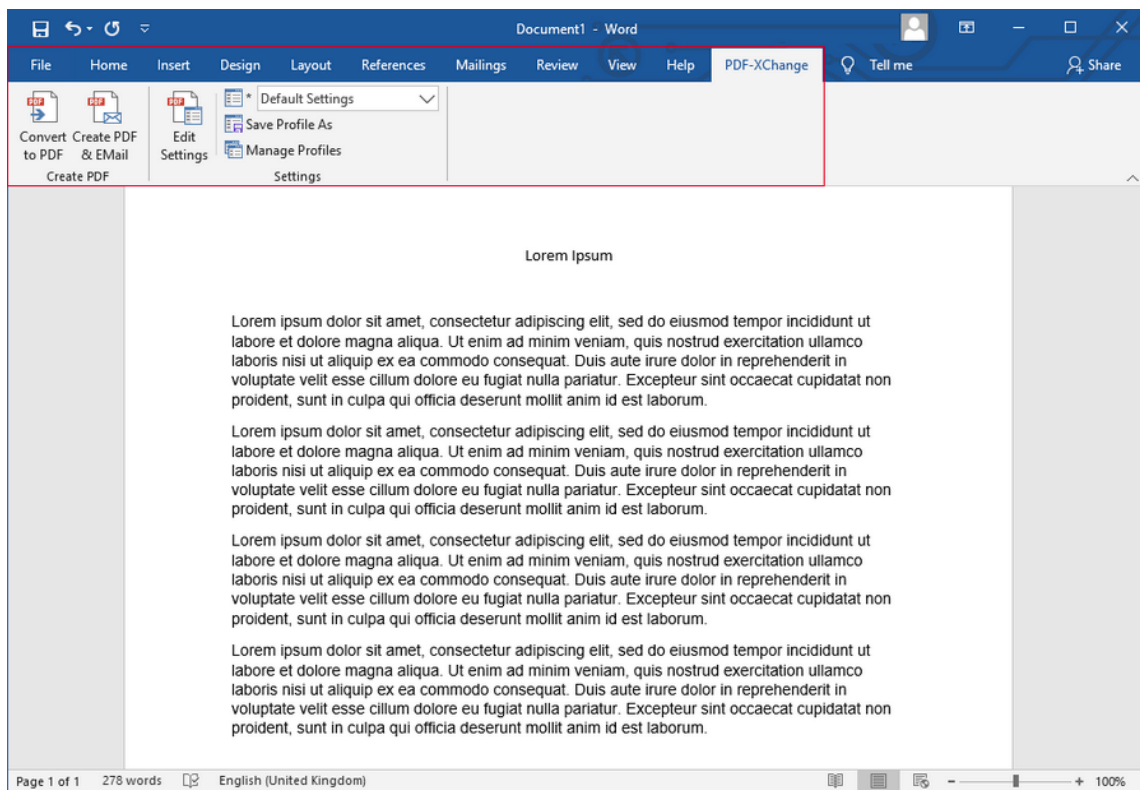 Document1 - Word
File Home Insert Design Layout References Mailings Review View Help PDF-XChange Tell me Share
PDF PDF PDF * Default Settings
Save Profile As
Convert Create PDF Edit
to PDF & EMail Settings Manage Profiles
Create PDF Settings
Lorem Ipsum
Lorem ipsum dolor sit amet, consectetur adipiscing elit, sed do eiusmod tempor incididunt ut
labore et dolore magna aliqua. Ut enim ad minim veniam, quis nostrud exercitation ullamco
laboris nisi ut aliquip ex ea commodo consequat. Duis aute irure dolor in reprehenderit in
voluptate velit esse cillum dolore eu fugiat nulla pariatur. Excepteur sint occaecat cupidatat non
proident, sunt in culpa qui officia deserunt mollit anim id est laborum.
Lorem ipsum dolor sit amet, consectetur adipiscing elit, sed do eiusmod tempor incididunt ut
labore et dolore magna aliqua. Ut enim ad minim veniam, quis nostrud exercitation ullamco
laboris nisi ut aliquip ex ea commodo consequat. Duis aute irure dolor in reprehenderit in
voluptate velit esse cillum dolore eu fugiat nulla pariatur. Excepteur sint occaecat cupidatat non
proident, sunt in culpa qui officia deserunt mollit anim id est laborum.
Lorem ipsum dolor sit amet, consectetur adipiscing elit, sed do eiusmod tempor incididunt ut
labore et dolore magna aliqua. Ut enim ad minim veniam, quis nostrud exercitation ullamco
laboris nisi ut aliquip ex ea commodo consequat. Duis aute irure dolor in reprehenderit in
voluptate velit esse cillum dolore eu fugiat nulla pariatur. Excepteur sint occaecat cupidatat non
proident, sunt in culpa qui officia deserunt mollit anim id est laborum.
Lorem ipsum dolor sit amet, consectetur adipiscing elit, sed do eiusmod tempor incididunt ut
labore et dolore magna aliqua. Ut enim ad minim veniam, quis nostrud exercitation ullamco
laboris nisi ut aliquip ex ea commodo consequat. Duis aute irure dolor in reprehenderit in
voluptate velit esse cillum dolore eu fugiat nulla pariatur. Excepteur sint occaecat cupidatat non
proident, sunt in culpa qui officia deserunt mollit anim id est laborum.
Page 1 of 1 278 words English (United Kingdom) - + 100%